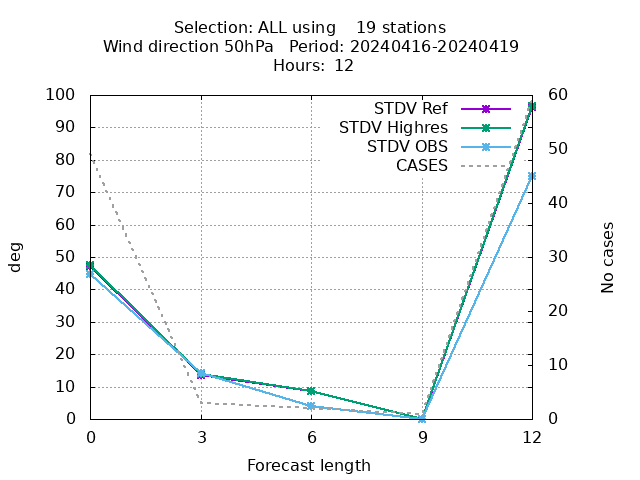 Selection: ALL using    19 stations
Wind direction 50hPa   Period: 20240416-20240419
Hours: 12
STDV Ref
STDV Highres
STDV OBS
CASES
100
90
80
70
60
50
40
30
20
10
0
deg
60
50
40
30
20
10
0
No cases
0 3 6 9 12
Forecast length